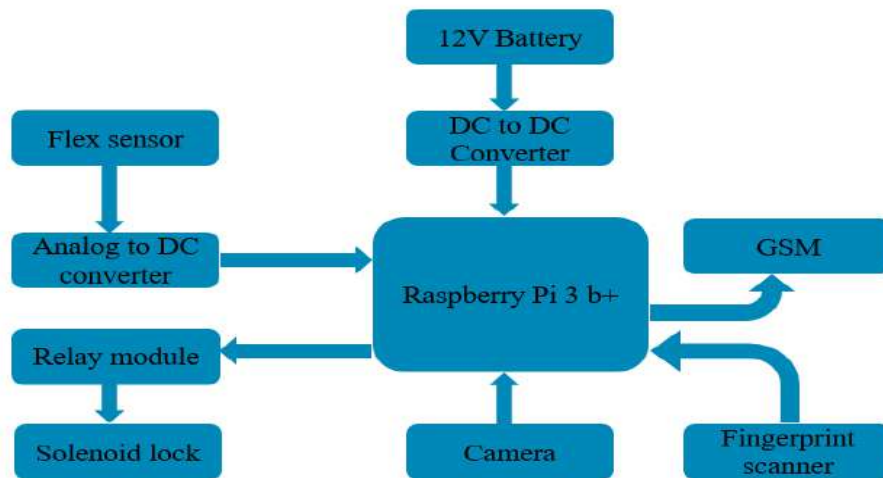 12V Battery
Flex sensor
DC to DC
Converter
Analog to DC
converter
GSM
Raspberry Pi 3 b+
Relay module
Solenoid lock
Camera
Fingerprint
scanner